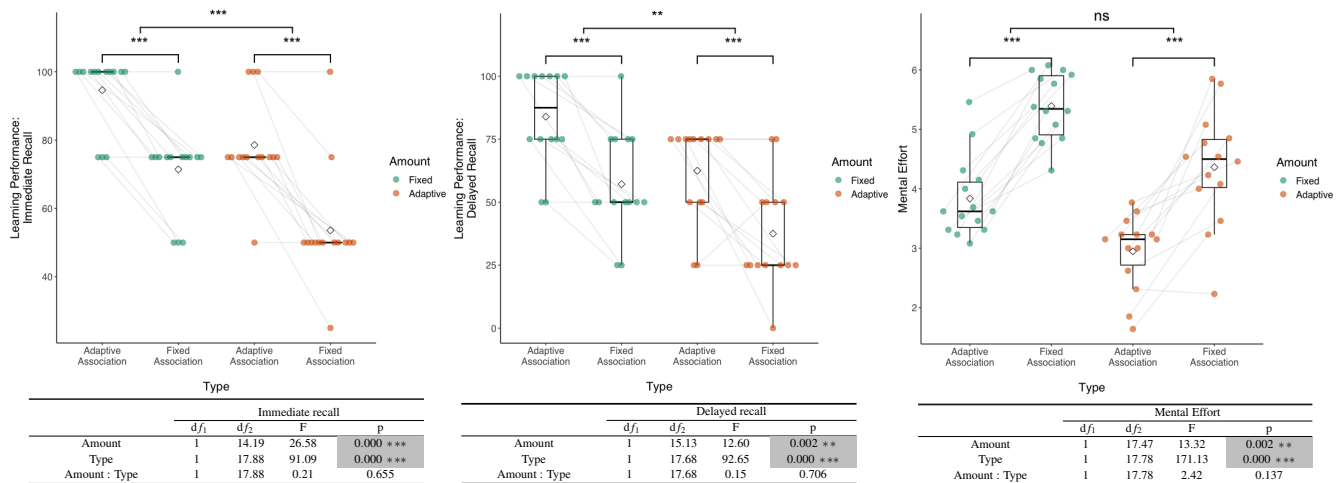 ***
***
***
Learning Performance:
Immediate Recall
100
80
60
40
Adaptive
Association
Fixed
Association
Adaptive
Association
Fixed
Association
Type
Amount
Fixed
Adaptive
**
***
***
Learning Performance:
Delayed Recall
100
75
50
25
0
Adaptive
Association
Fixed
Association
Adaptive
Association
Fixed
Association
Type
Amount
Fixed
Adaptive
ns
***
***
Mental Effort
6
5
4
3
2
Adaptive
Association
Fixed
Association
Adaptive
Association
Fixed
Association
Type
Amount
Fixed
Adaptive
Immediate recall
df1 df2 F p
Amount 1 14.19 26.58 0.000 ***
Type 1 17.88 91.09 0.000 ***
Amount : Type 1 17.88 0.21 0.655
Delayed recall
df1 df2 F p
Amount 1 15.13 12.60 0.002 **
Type 1 17.68 92.65 0.000 ***
Amount : Type 1 17.68 0.15 0.706
Mental Effort
df1 df2 F p
Amount 1 17.47 13.32 0.002 **
Type 1 17.78 171.13 0.000 ***
Amount : Type 1 17.78 2.42 0.137